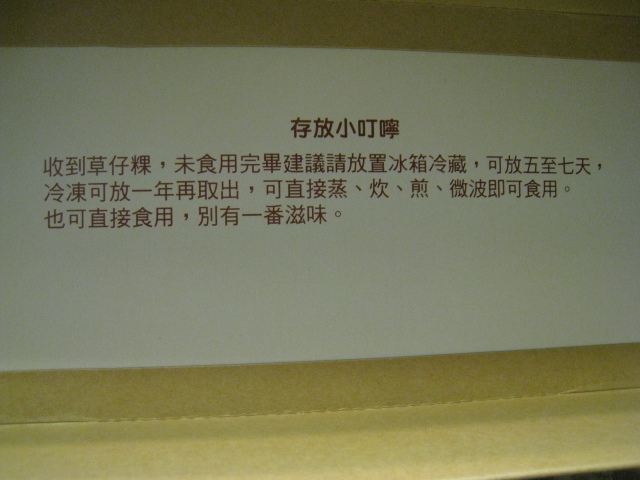 存放小叮嚀
收到草仔粿，未食用完畢建議請放置冰箱冷藏，可放五至七天，
冷凍可放一年再取出，可直接蒸、炊、煎、微波即可食用。
也可直接食用，別有一番滋味。